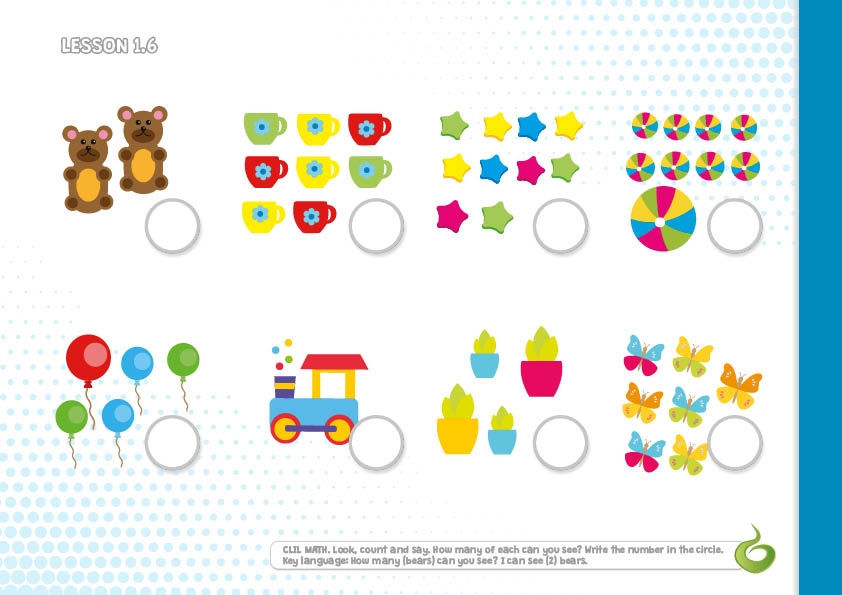 LESSON 1.6
CLIL MATH. Look, count and say. How many of each can you see? Write the number in the circle.
Key language: How many (bears) can you see? I can see (2) bears.
6